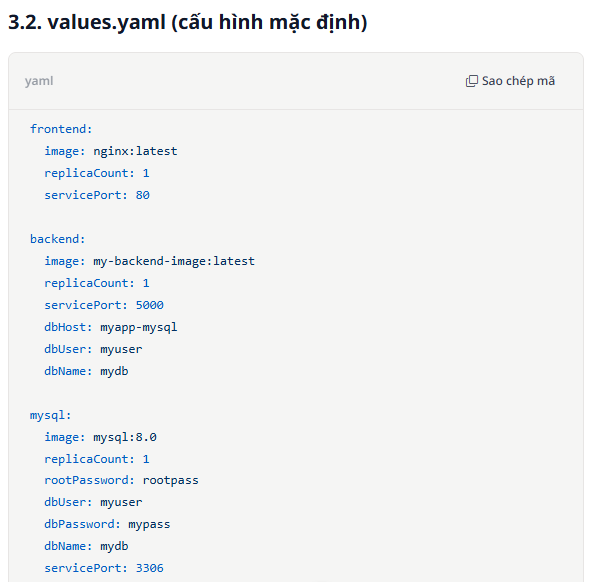 3.2. values.yaml (cấu hình mặc định)
yaml
Sao chép mã
frontend:
  image: nginx:latest
  replicaCount: 1
  servicePort: 80

backend:
  image: my-backend-image:latest
  replicaCount: 1
  servicePort: 5000
  dbHost: myapp-mysql
  dbUser: myuser
  dbName: mydb

mysql:
  image: mysql:8.0
  replicaCount: 1
  rootPassword: rootpass
  dbUser: myuser
  dbPassword: mypass
  dbName: mydb
  servicePort: 3306